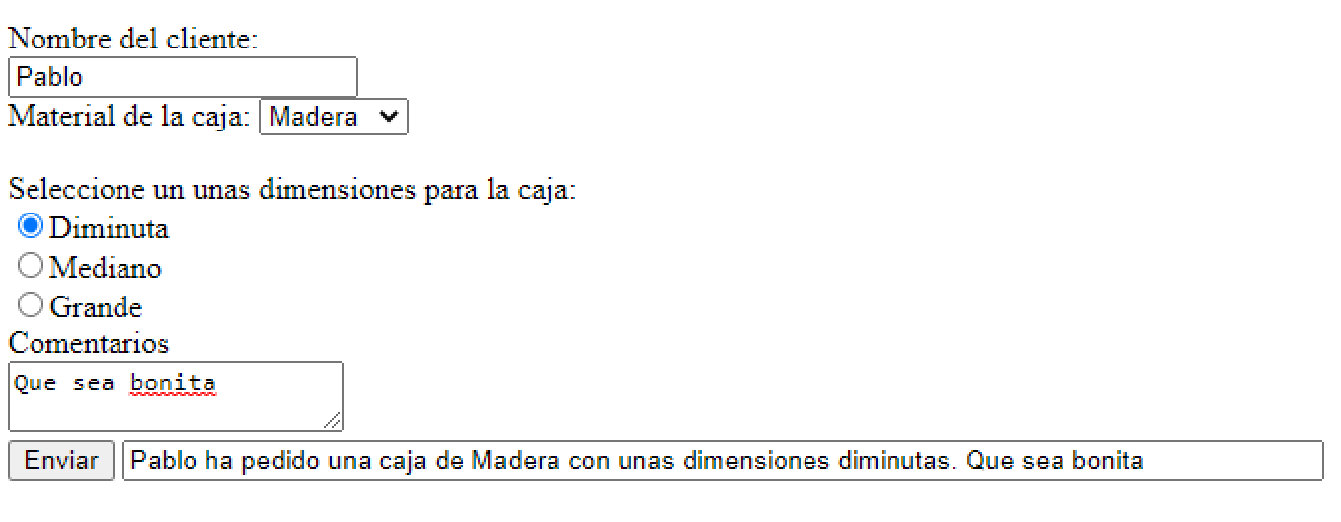 Nombre del cliente:
Pablo
Material de la caja: Madera
Seleccione un unas dimensiones para la caja:
Diminuta
Mediano
Grande
Comentarios
Que sea bonita
Enviar Pablo ha pedido una caja de Madera con unas dimensiones diminutas. Que sea bonita